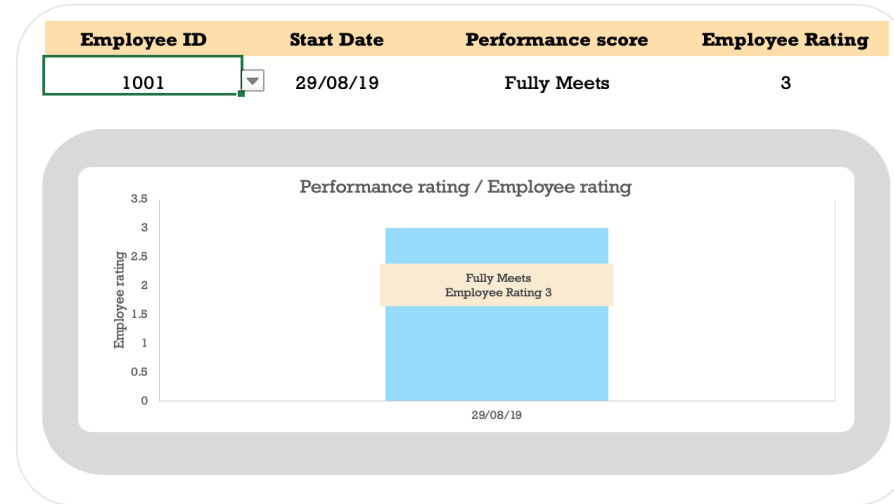 Employee ID Start Date Performance score Employee Rating
1001 29/08/19 Fully Meets 3
Performance rating / Employee rating
3.5
3
2.5
2
1.5
1
0.5
0
Employee rating
Fully Meets
Employee Rating 3
29/08/19